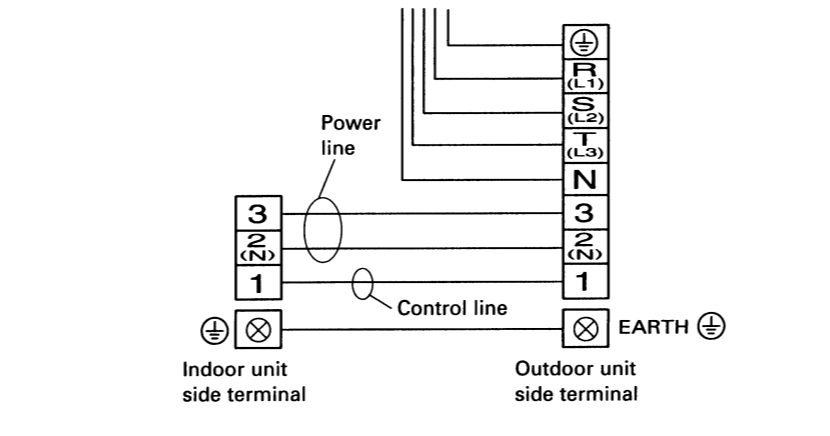 R
(L1)
S
(L2)
T
(L3)
N
Power
line
3
3
2
(N)
2
(N)
1
1
Control line
EARTH
Indoor unit
side terminal
Outdoor unit
side terminal